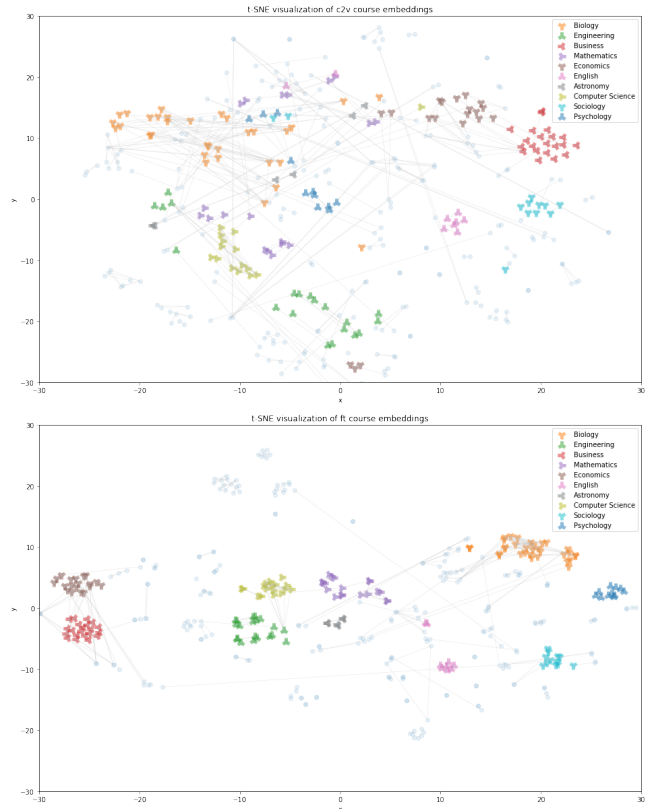 t-SNE visualization of c2v course embeddings
30
20
10
0
−10
−20
−30
y
−30 −20 −10 0 10 20 30
x
Biology
Engineering
Business
Mathematics
Economics
English
Astronomy
Computer Science
Sociology
Psychology
t-SNE visualization of ft course embeddings
30
20
10
0
−10
−20
−30
y
−30 −20 −10 0 10 20 30
Biology
Engineering
Business
Mathematics
Economics
English
Astronomy
Computer Science
Sociology
Psychology